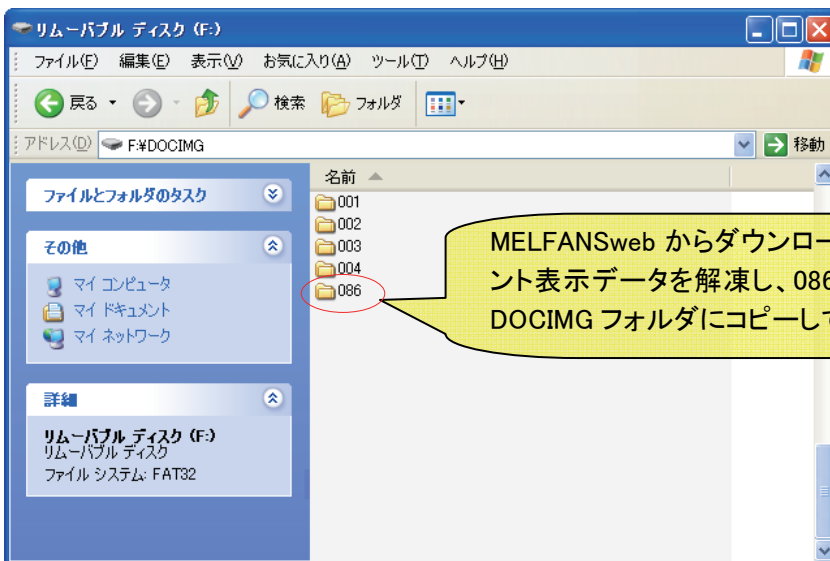 リムーバブル ディスク (F:)
ファイル(F) 編集(E) 表示(V) お気に入り(A) ツール(T) ヘルプ(H)
戻る 検索 フォルダ
アドレス(D) F:¥DOCIMG 移動
名前
ファイルとフォルダのタスク
001
002
003
004
086
その他
マイ コンピュータ
マイ ドキュメント
マイ ネットワーク
MELFANSweb からダウンロー
ント表示データを解凍し、086
DOCIMG フォルダにコピーして
詳細
リムーバブル ディスク (F:)
リムーバブル ディスク
ファイル システム: FAT32